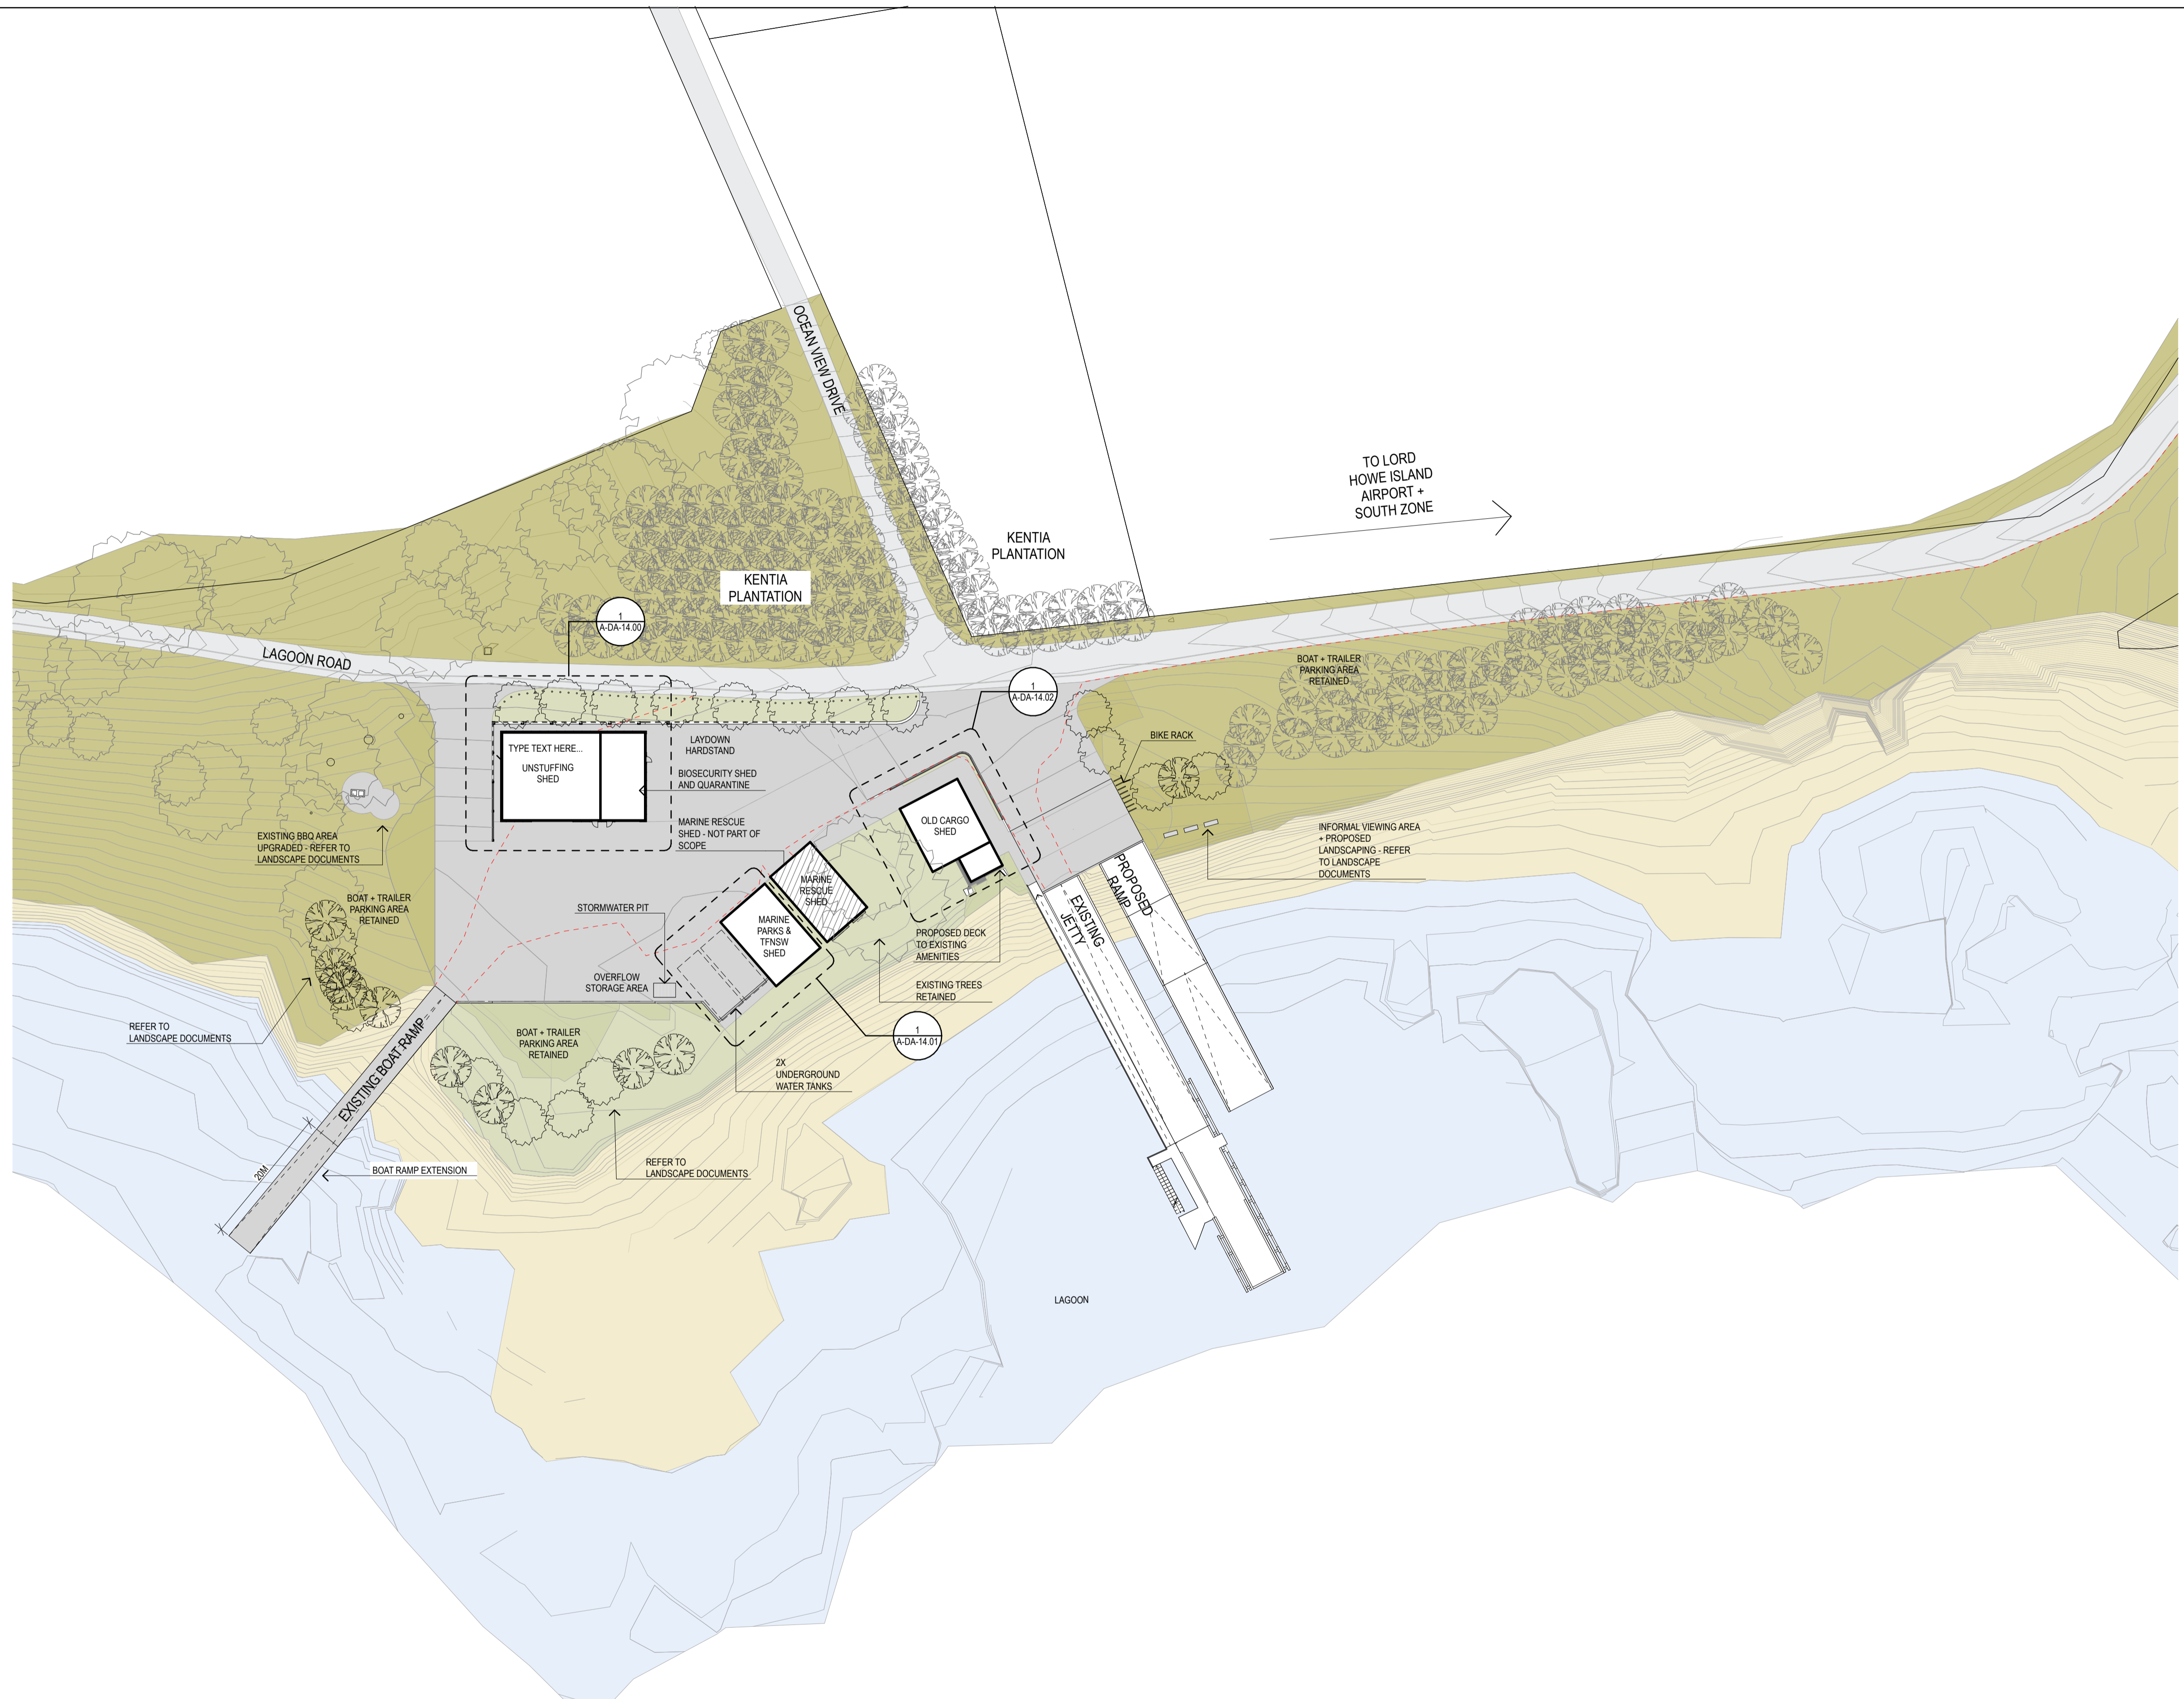 OCEAN VIEW DRIVE
TO LORD
HOWE ISLAND
AIRPORT +
SOUTH ZONE
KENTIA
PLANTATION
KENTIA
PLANTATION
1
A-DA-14.00
LAGOON ROAD
BOAT + TRAILER
PARKING AREA
RETAINED
1
A-DA-14.02
BIKE RACK
TYPE TEXT HERE...
UNSTUFFING
SHED
LAYDOWN
HARDSTAND
BIOSECURITY SHED
AND QUARANTINE
MARINE RESCUE
SHED - NOT PART OF
SCOPE
OLD CARGO
SHED
EXISTING BBQ AREA
UPGRADED - REFER TO
LANDSCAPE DOCUMENTS
INFORMAL VIEWING AREA
+ PROPOSED
LANDSCAPING - REFER
TO LANDSCAPE
DOCUMENTS
PROPOSED
RAMP
MARINE
RESCUE
SHED
BOAT + TRAILER
PARKING AREA
RETAINED
STORMWATER PIT
MARINE
PARKS &
TFNSW
SHED
EXISTING
JETTY
PROPOSED DECK
TO EXISTING
AMENITIES
OVERFLOW
STORAGE AREA
EXISTING TREES
RETAINED
REFER TO
LANDSCAPE DOCUMENTS
EXISTING BOAT RAMP
BOAT + TRAILER
PARKING AREA
RETAINED
1
A-DA-14.01
2X
UNDERGROUND
WATER TANKS
20M
BOAT RAMP EXTENSION
REFER TO
LANDSCAPE DOCUMENTS
LAGOON